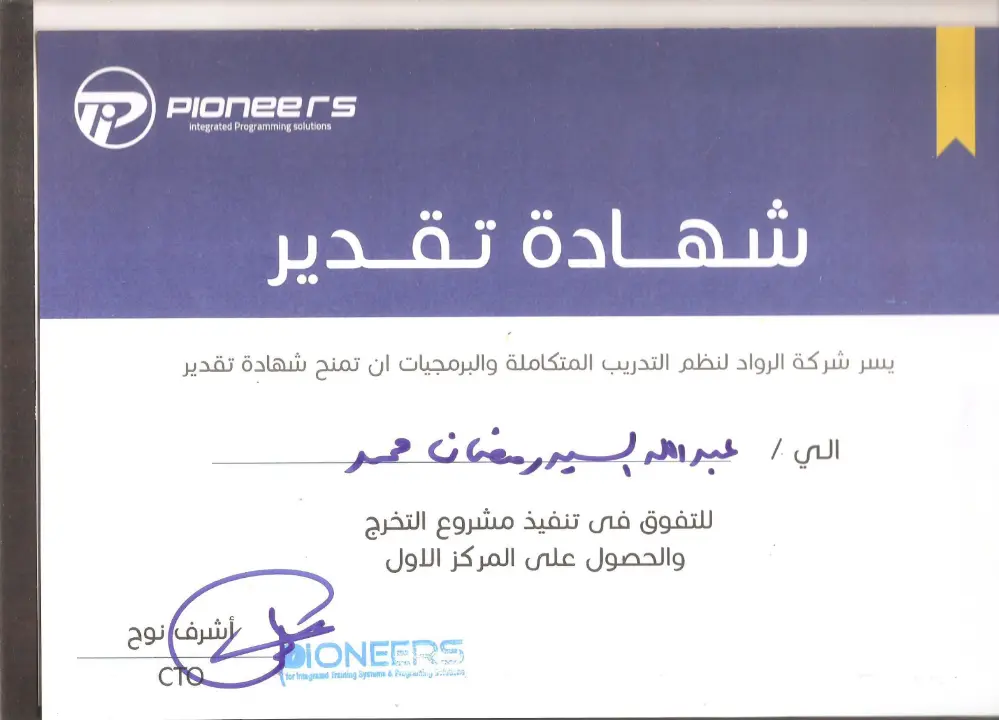 PIONEERS
integrated Programming solutions
شهادة تقدير
يسر شركة الرواد لنظم التدريب المتكاملة والبرمجيات ان تمنح شهادة تقدير
الي / عبدالله السيد رمضان محمد
للتفوق فى تنفيذ مشروع التخرج
والحصول على المركز الاول
أشرف نوح
CTO
PIONEERS
for Integrated Training Systems & Programing Solutions